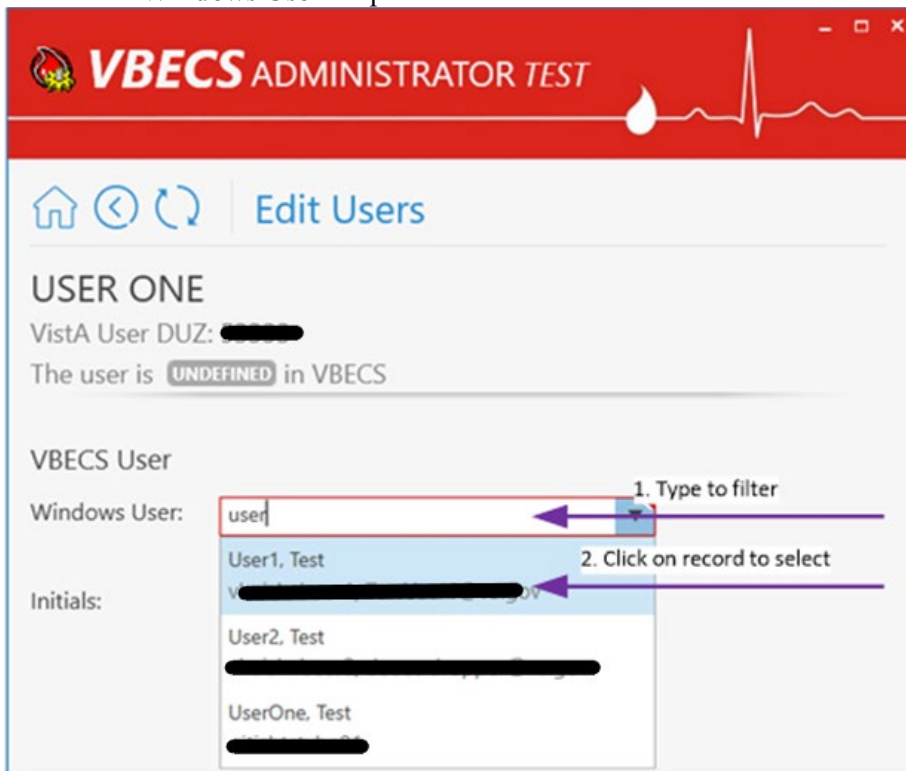 VBECS ADMINISTRATOR TEST
Edit Users
USER ONE
VistA User DUZ:
The user is UNDEFINED in VBECS
VBECS User
1. Type to filter
Windows User: user
User1, Test
2. Click on record to select
Initials:
User2, Test
UserOne, Test